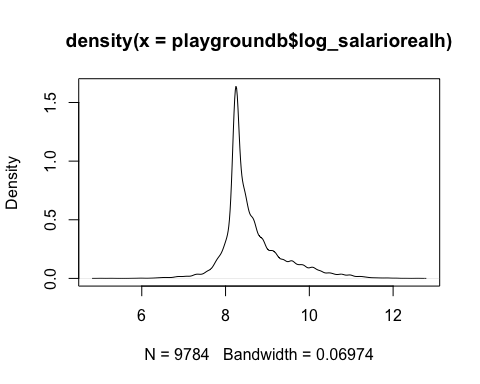 density(x = playgroundb$log_salariorealh)
Density
0.0 0.5 1.0 1.5
6 8 10 12
N = 9784 Bandwidth = 0.06974